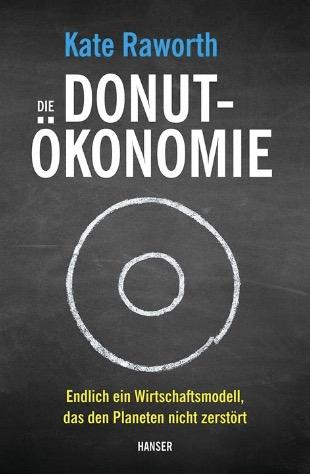 Kate Raworth
DIE DONUT-
ÖKONOMIE
Endlich ein Wirtschaftsmodell,
das den Planeten nicht zerstört
HANSER